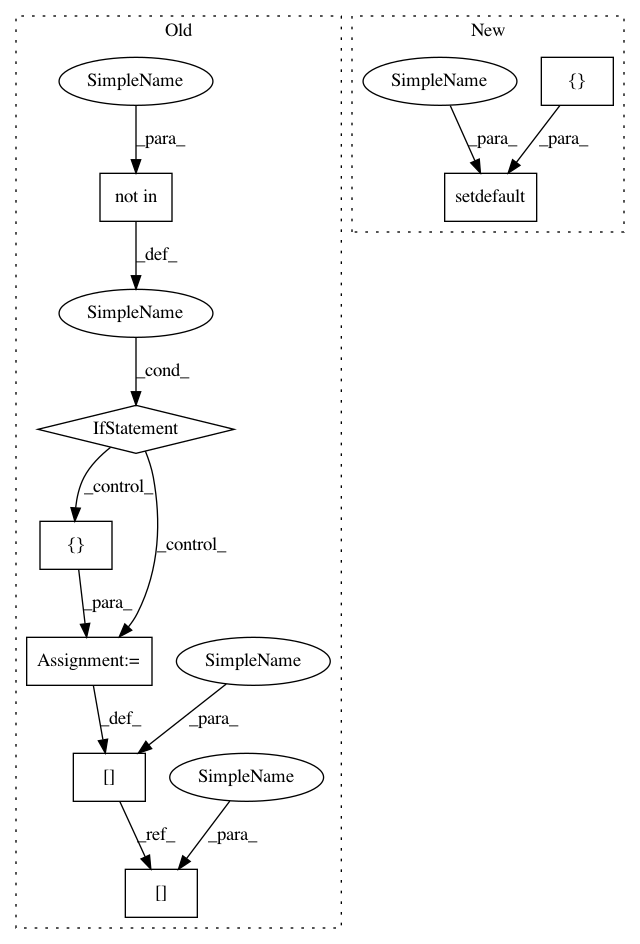 Old
New
SimpleName
SimpleName
{}
_para_
_para_
_para_
not in
setdefault
_def_
SimpleName
_cond_
IfStatement
_control_
{}
_control_
_para_
Assignment:=
SimpleName
_def_
_para_
[]
SimpleName
_ref_
_para_
[]